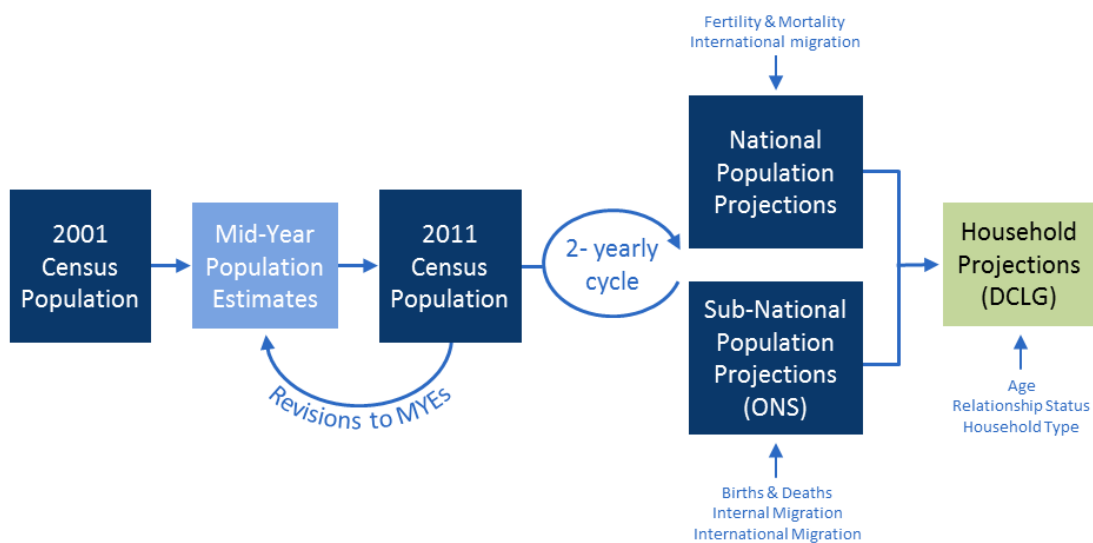 2001
Census
Population
Mid-Year
Population
Estimates
2011
Census
Population
Revisions to MYEs
2- yearly
cycle
Fertility & Mortality
International migration
National
Population
Projections
Sub-National
Population
Projections
(ONS)
Births & Deaths
Internal Migration
International Migration
Household
Projections
(DCLG)
Age
Relationship Status
Household Type